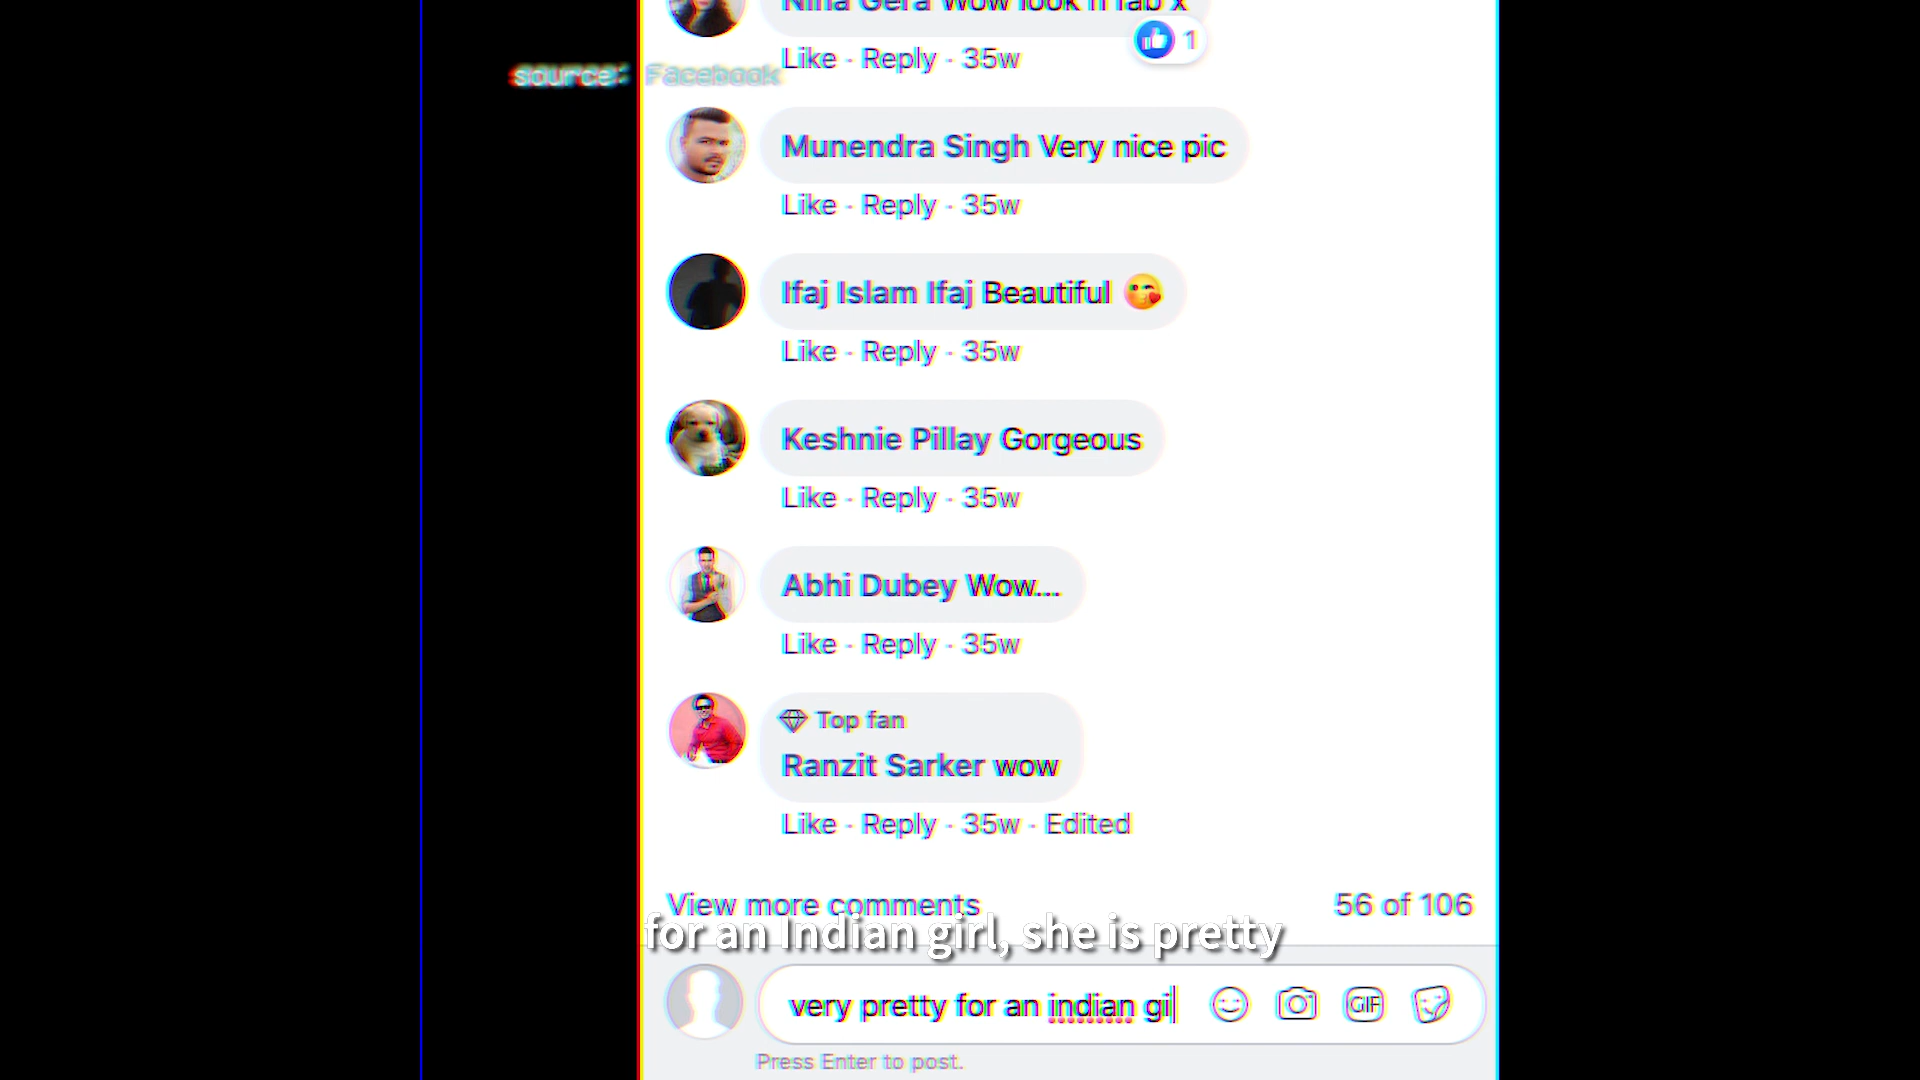 Nina Gera Wow look'n fab x
1
Like · Reply · 35w
source: Facebook
Munendra Singh Very nice pic
Like · Reply · 35w
Ifaj Islam Ifaj Beautiful 😘
Like · Reply · 35w
Keshnie Pillay Gorgeous
Like · Reply · 35w
Abhi Dubey Wow...
Like · Reply · 35w
Top fan
Ranzit Sarker wow
Like · Reply · 35w · Edited
View more comments 56 of 106
for an Indian girl, she is pretty
very pretty for an indian gi
GIF
Press Enter to post.